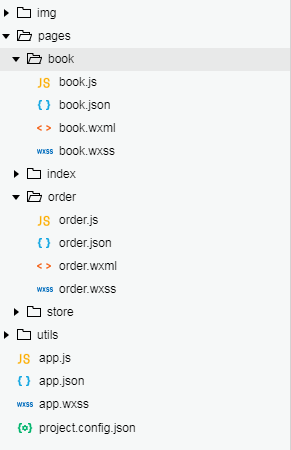 img
pages
book
JS book.js
{ } book.json
< > book.wxml
wxss book.wxss
index
order
JS order.js
{ } order.json
< > order.wxml
wxss order.wxss
store
utils
JS app.js
{ } app.json
wxss app.wxss
{o} project.config.json